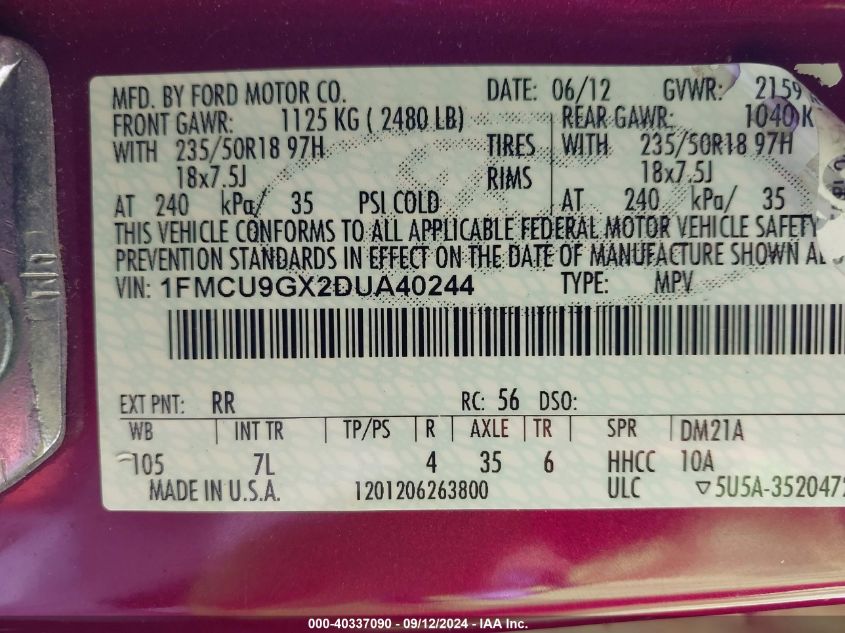 MFD. BY FORD MOTOR CO. DATE: 06/12 GVWR: 2159
FRONT GAWR: 1125 KG ( 2480 LB) REAR GAWR: 1040 K
WITH 235/50R18 97H TIRES WITH 235/50R18 97H
18x7.5J RIMS 18x7.5J
AT 240 kPa/ 35 PSI COLD AT 240 kPa/ 35
THIS VEHICLE CONFORMS TO ALL APPLICABLE FEDERAL MOTOR VEHICLE SAFETY
PREVENTION STANDARDS IN EFFECT ON THE DATE OF MANUFACTURE SHOWN
VIN: 1FMCU9GX2DUA40244 TYPE: MPV
EXT PNT: RR RC: 56 DSO:
WB INT TR TP/PS R AXLE TR SPR DM21A
105 7L 4 35 6 HHCC 10A
MADE IN U.S.A. 1201206263800 ULC 5U5A-3520472
000-40337090 - 09/12/2024 - IAA Inc.